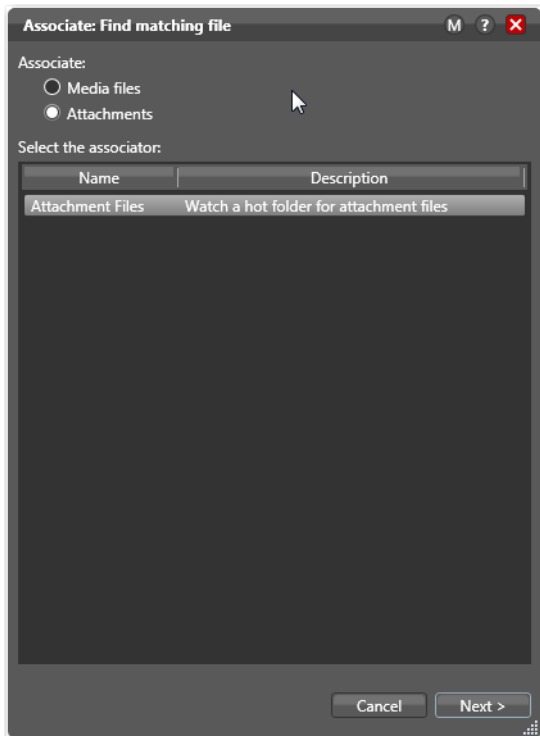 Associate: Find matching file M ? X
Associate:
Media files
Attachments
Select the associator:
Name Description
Attachment Files Watch a hot folder for attachment files
Cancel Next >